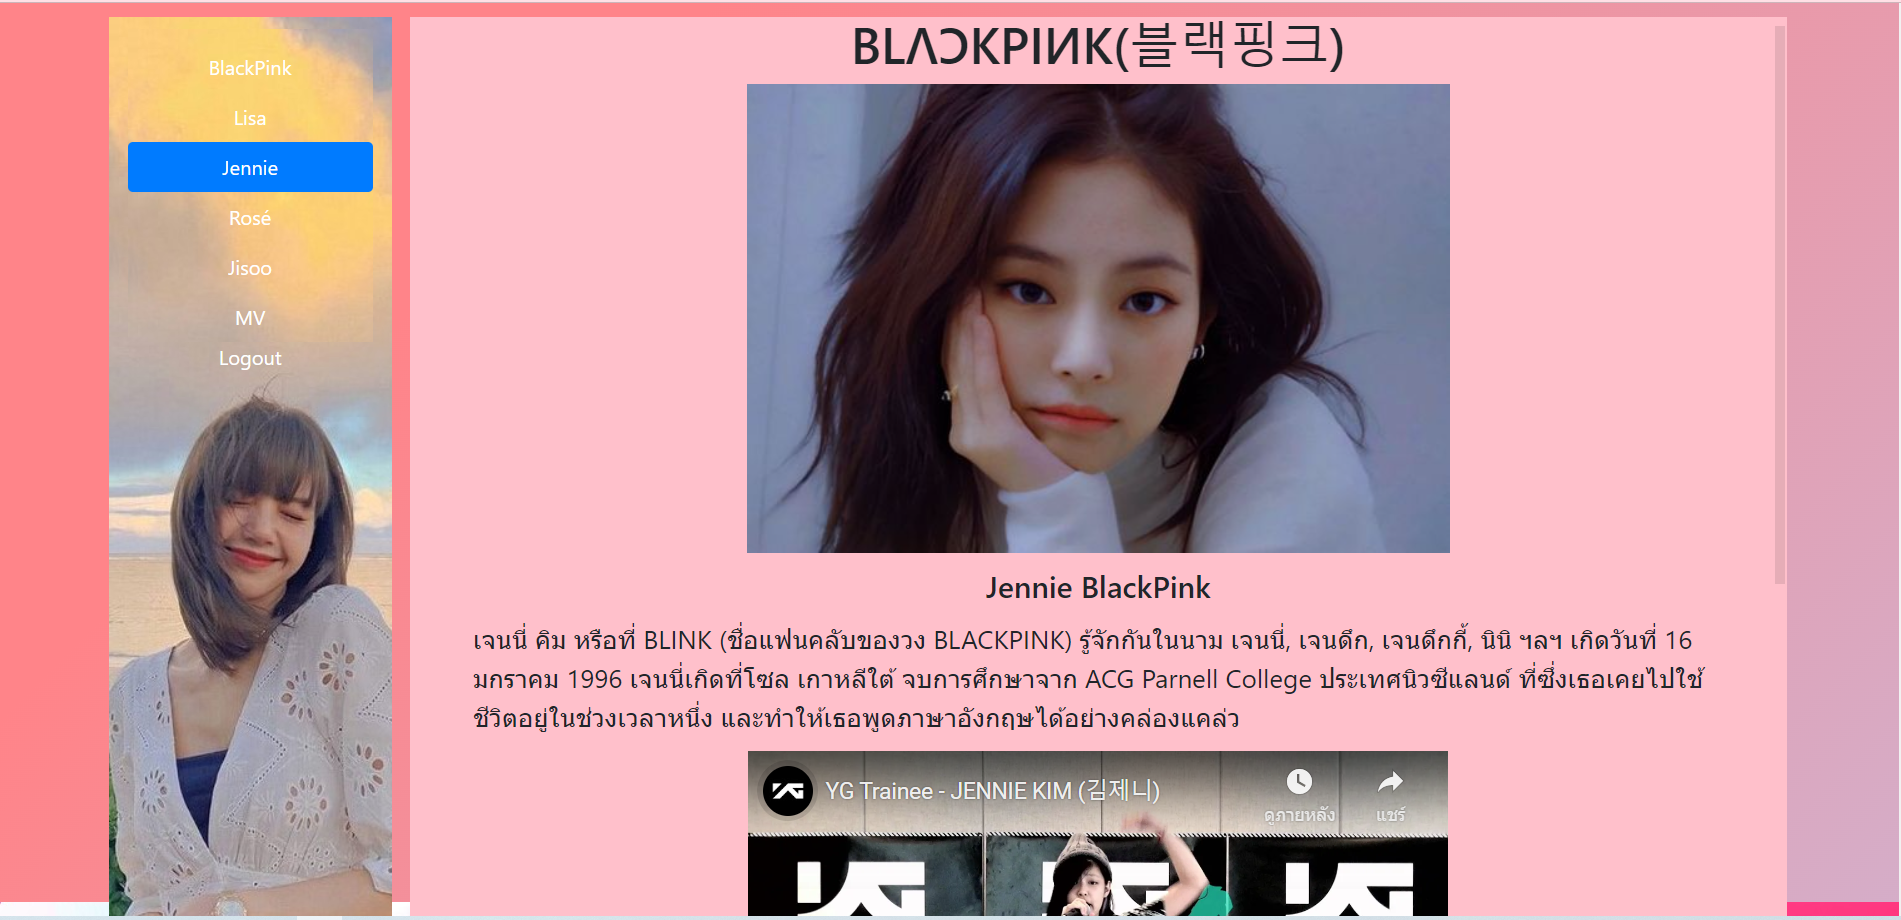 BlackPink
Lisa
Jennie
Rosé
Jisoo
MV
Logout
BLɅƆKPIИK(블랙핑크)
Jennie BlackPink
เจนนี่ คิม หรือที่ BLINK (ชื่อแฟนคลับของวง BLACKPINK) รู้จักกันในนาม เจนนี่, เจนดึก, เจนดึกกี้, นินิ ฯลฯ เกิดวันที่ 16
มกราคม 1996 เจนนี่เกิดที่โซล เกาหลีใต้ จบการศึกษาจาก ACG Parnell College ประเทศนิวซีแลนด์ ที่ซึ่งเธอเคยไปใช้
ชีวิตอยู่ในช่วงเวลาหนึ่ง และทำให้เธอพูดภาษาอังกฤษได้อย่างคล่องแคล่ว
YG YG Trainee - JENNIE KIM (김제니)
ดูภายหลัง แชร์
YG YG YG